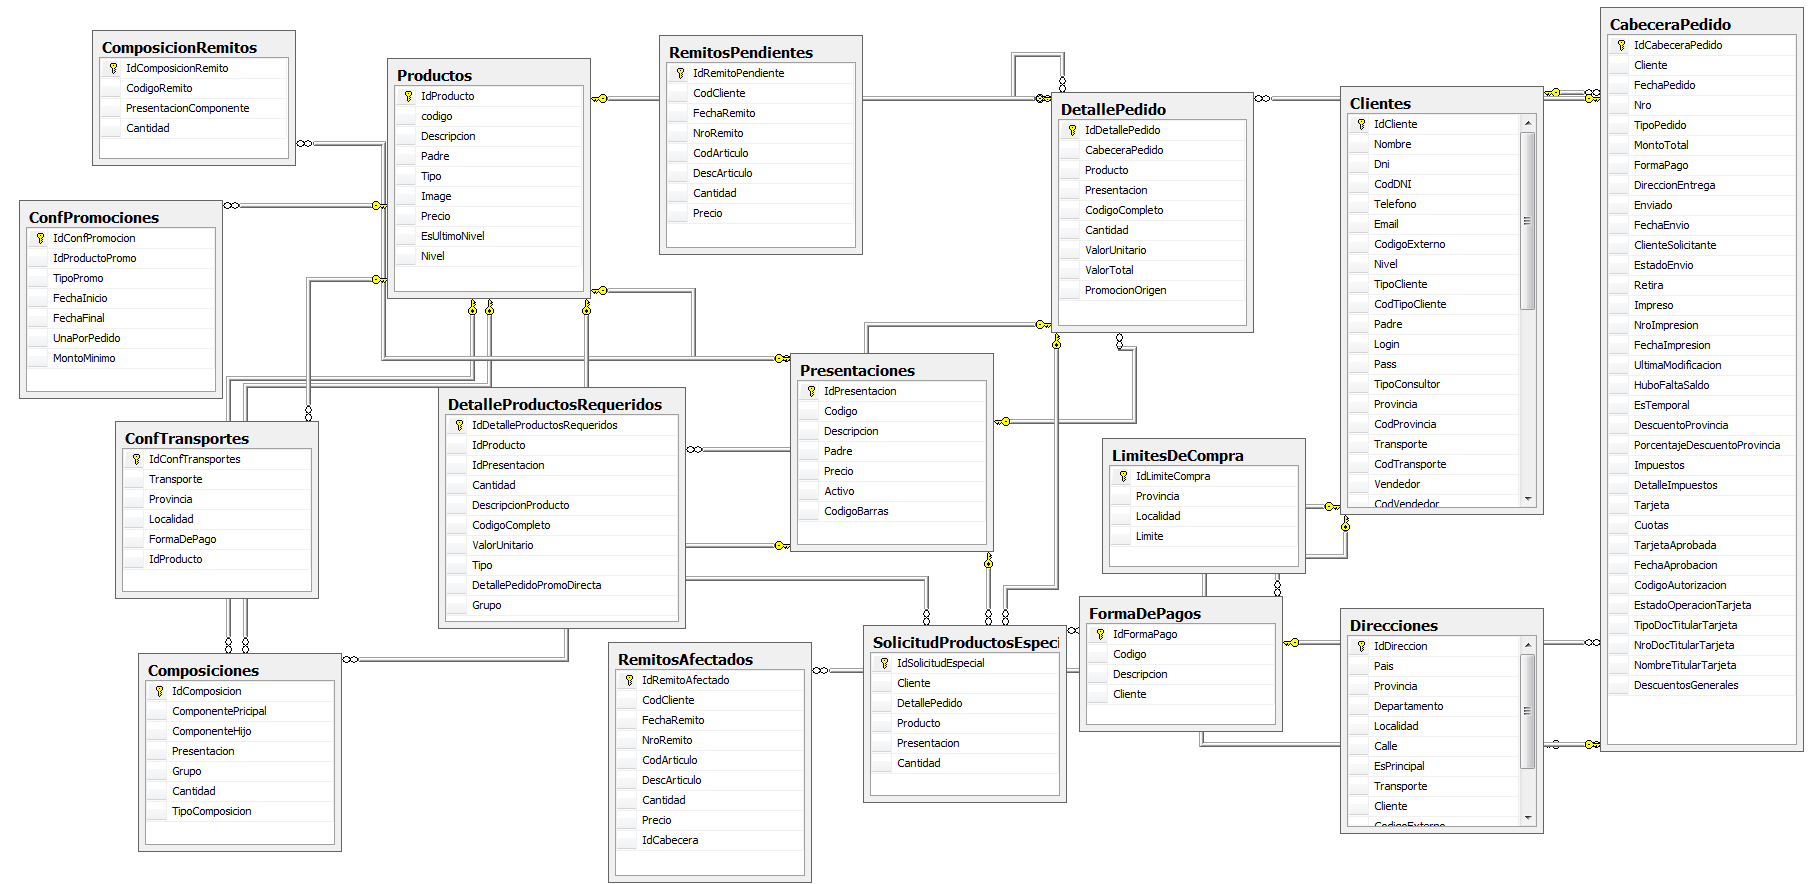 ComposicionRemitos
IdComposicionRemito
CodigoRemito
PresentacionComponente
Cantidad
ConfPromociones
IdConfPromocion
IdProductoPromo
TipoPromo
FechaInicio
FechaFinal
UnaPorPedido
MontoMinimo
ConfTransportes
IdConfTransportes
Transporte
Provincia
Localidad
FormaDePago
IdProducto
Composiciones
IdComposicion
ComponentePricipal
ComponenteHijo
Presentacion
Grupo
Cantidad
TipoComposicion
Productos
IdProducto
codigo
Descripcion
Padre
Tipo
Image
Precio
EsUltimoNivel
Nivel
DetalleProductosRequeridos
IdDetalleProductosRequeridos
IdProducto
IdPresentacion
Cantidad
DescripcionProducto
CodigoCompleto
ValorUnitario
Tipo
DetallePedidoPromoDirecta
Grupo
RemitosPendientes
IdRemitoPendiente
CodCliente
FechaRemito
NroRemito
CodArticulo
DescArticulo
Cantidad
Precio
RemitosAfectados
IdRemitoAfectado
CodCliente
FechaRemito
NroRemito
CodArticulo
DescArticulo
Cantidad
Precio
IdCabecera
Presentaciones
IdPresentacion
Codigo
Descripcion
Padre
Precio
Activo
CodigoBarras
SolicitudProductosEspeci
IdSolicitudEspecial
Cliente
DetallePedido
Producto
Presentacion
Cantidad
DetallePedido
IdDetallePedido
CabeceraPedido
Producto
Presentacion
CodigoCompleto
Cantidad
ValorUnitario
ValorTotal
PromocionOrigen
LimitesDeCompra
IdLimiteCompra
Provincia
Localidad
Limite
FormaDePagos
IdFormaPago
Codigo
Descripcion
Cliente
Clientes
IdCliente
Nombre
Dni
CodDNI
Telefono
Email
CodigoExterno
Nivel
TipoCliente
CodTipoCliente
Padre
Login
Pass
TipoConsultor
Provincia
CodProvincia
Transporte
CodTransporte
Vendedor
CodVendedor
Direcciones
IdDireccion
Pais
Provincia
Departamento
Localidad
Calle
EsPrincipal
Transporte
Cliente
CodigoExterno
CabeceraPedido
IdCabeceraPedido
Cliente
FechaPedido
Nro
TipoPedido
MontoTotal
FormaPago
DireccionEntrega
Enviado
FechaEnvio
ClienteSolicitante
EstadoEnvio
Retira
Impreso
NroImpresion
FechaImpresion
UltimaModificacion
HuboFaltaSaldo
EsTemporal
DescuentoProvincia
PorcentajeDescuentoProvincia
Impuestos
DetalleImpuestos
Tarjeta
Cuotas
TarjetaAprobada
FechaAprobacion
CodigoAutorizacion
EstadoOperacionTarjeta
TipoDocTitularTarjeta
NroDocTitularTarjeta
NombreTitularTarjeta
DescuentosGenerales